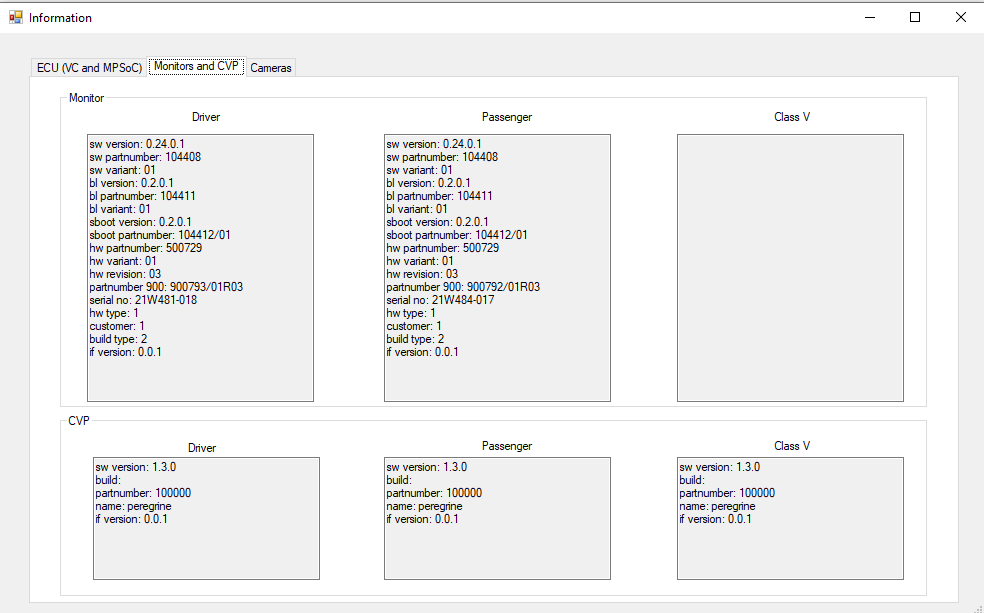 Information
ECU (VC and MPSoC) Monitors and CVP Cameras
Monitor
Driver
sw version: 0.24.0.1
sw partnumber: 104408
sw variant: 01
bl version: 0.2.0.1
bl partnumber: 104411
bl variant: 01
sboot version: 0.2.0.1
sboot partnumber: 104412/01
hw partnumber: 500729
hw variant: 01
hw revision: 03
partnumber 900: 900793/01R03
serial no: 21W481-018
hw type: 1
customer: 1
build type: 2
if version: 0.0.1
Passenger
sw version: 0.24.0.1
sw partnumber: 104408
sw variant: 01
bl version: 0.2.0.1
bl partnumber: 104411
bl variant: 01
sboot version: 0.2.0.1
sboot partnumber: 104412/01
hw partnumber: 500729
hw variant: 01
hw revision: 03
partnumber 900: 900792/01R03
serial no: 21W484-017
hw type: 1
customer: 1
build type: 2
if version: 0.0.1
Class V
CVP
Driver
sw version: 1.3.0
build:
partnumber: 100000
name: peregrine
if version: 0.0.1
Passenger
sw version: 1.3.0
build:
partnumber: 100000
name: peregrine
if version: 0.0.1
Class V
sw version: 1.3.0
build:
partnumber: 100000
name: peregrine
if version: 0.0.1